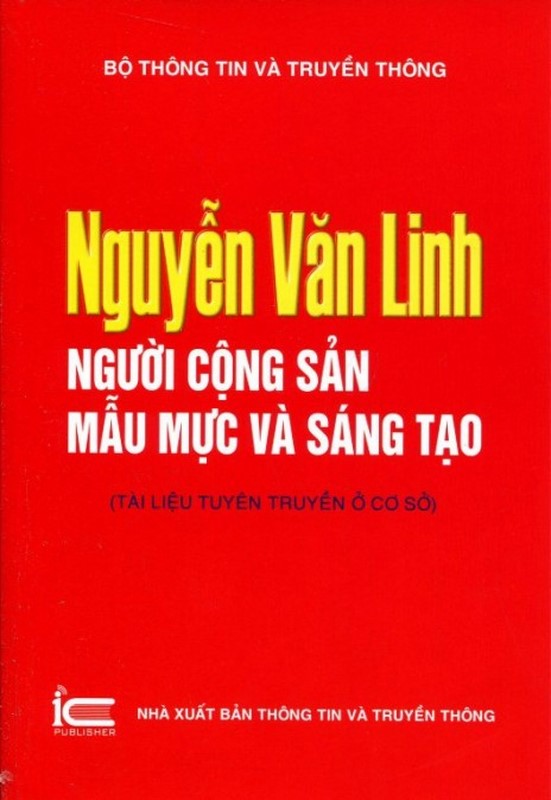 BỘ THÔNG TIN VÀ TRUYỀN THÔNG
Nguyễn Văn Linh
NGƯỜI CỘNG SẢN
MẪU MỰC VÀ SÁNG TẠO
(TÀI LIỆU TUYÊN TRUYỀN Ở CƠ SỞ)
iC
PUBLISHER
NHÀ XUẤT BẢN THÔNG TIN VÀ TRUYỀN THÔNG